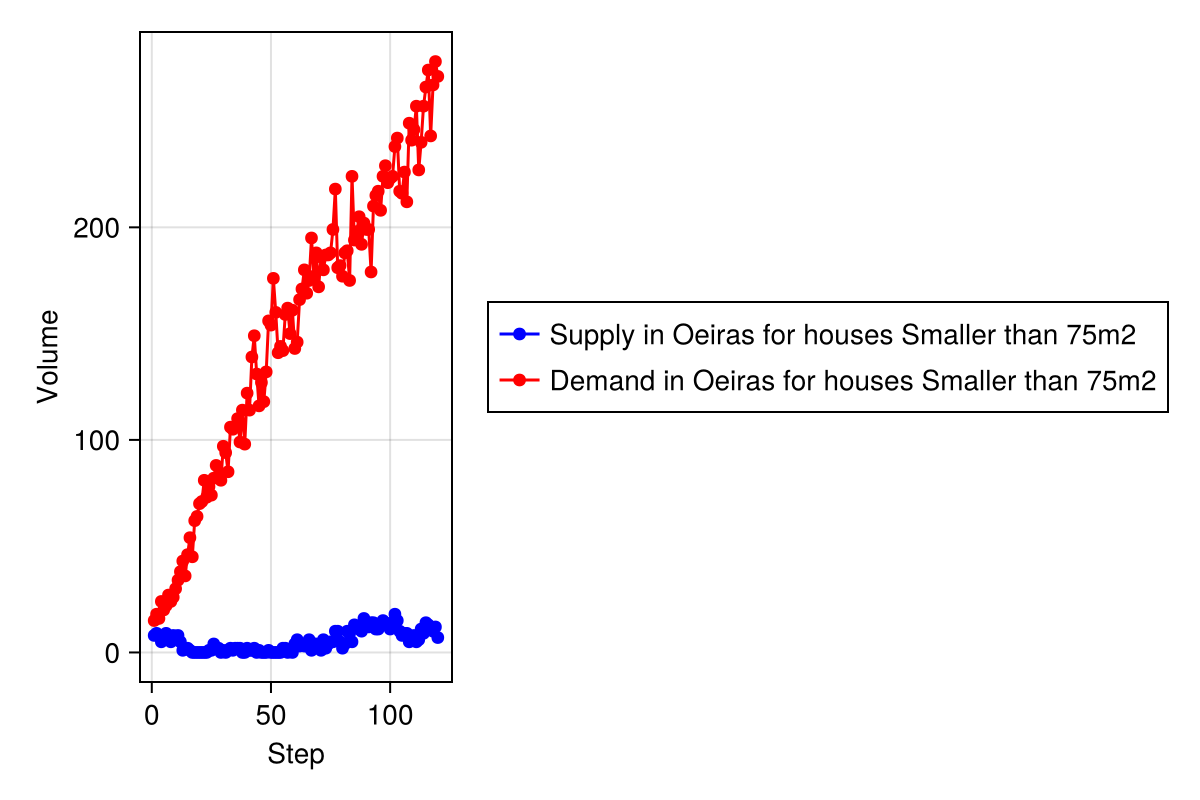 Volume
200
100
0
0 50 100
Step
Supply in Oeiras for houses Smaller than 75m2
Demand in Oeiras for houses Smaller than 75m2